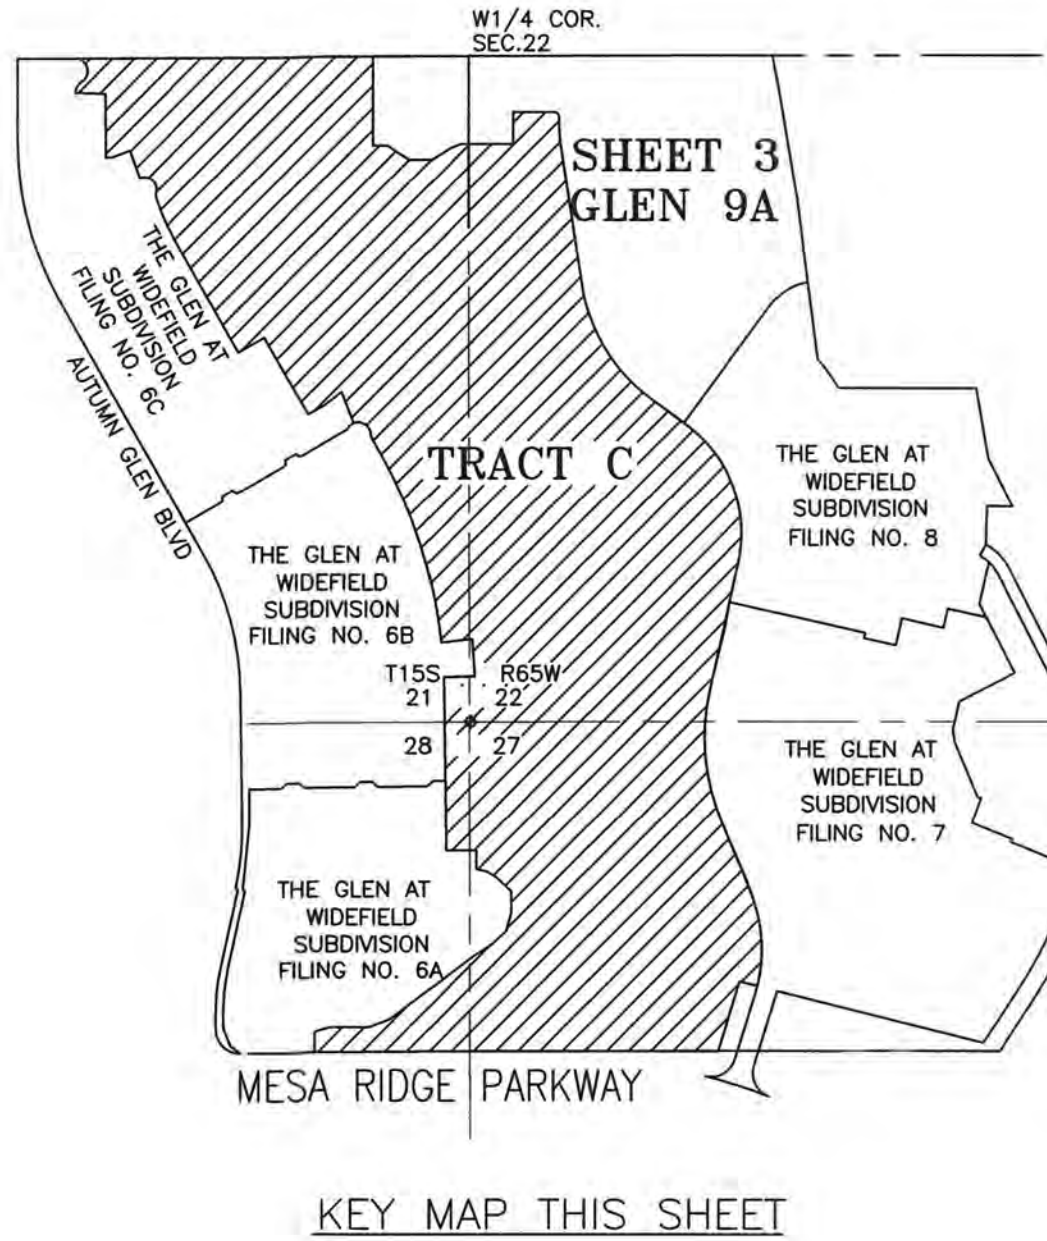 W1/4 COR.
SEC.22
SHEET 3
GLEN 9A
THE GLEN AT
WIDEFIELD
SUBDIVISION
FILING NO. 6C
AUTUMN GLEN BLVD
TRACT C
THE GLEN AT
WIDEFIELD
SUBDIVISION
FILING NO. 8
THE GLEN AT
WIDEFIELD
SUBDIVISION
FILING NO. 6B
T15S R65W
21 22
28 27
THE GLEN AT
WIDEFIELD
SUBDIVISION
FILING NO. 7
THE GLEN AT
WIDEFIELD
SUBDIVISION
FILING NO. 6A
MESA RIDGE PARKWAY
KEY MAP THIS SHEET